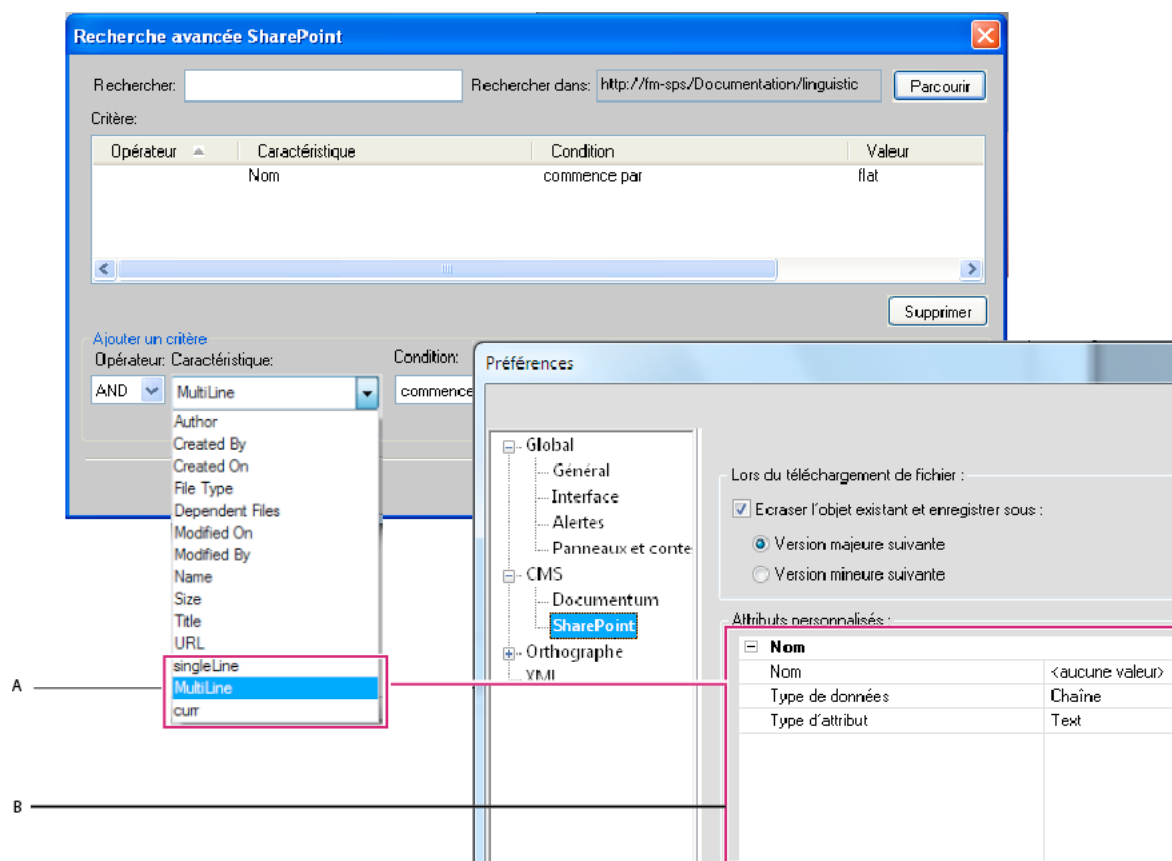 Recherche avancée SharePoint
Rechercher:
Rechercher dans: http://fm-sps/Documentation/linguistic
Parcourir
Critère:
Opérateur Caractéristique Condition Valeur
Nom commence par flat
Supprimer
Ajouter un critère
Opérateur: Caractéristique: Condition:
AND MultiLine commence
Author
Created By
Created On
File Type
Dependent Files
Modified On
Modified By
Name
Size
Title
URL
singleLine
MultiLine
curr
A
B
Préférences
Global
Général
Interface
Alertes
Panneaux et conte
CMS
Documentum
SharePoint
Orthographe
XML
Lors du téléchargement de fichier :
Ecraser l'objet existant et enregistrer sous :
Version majeure suivante
Version mineure suivante
Attributs personnalisés :
Nom
Nom <aucune valeur>
Type de données Chaîne
Type d'attribut Text